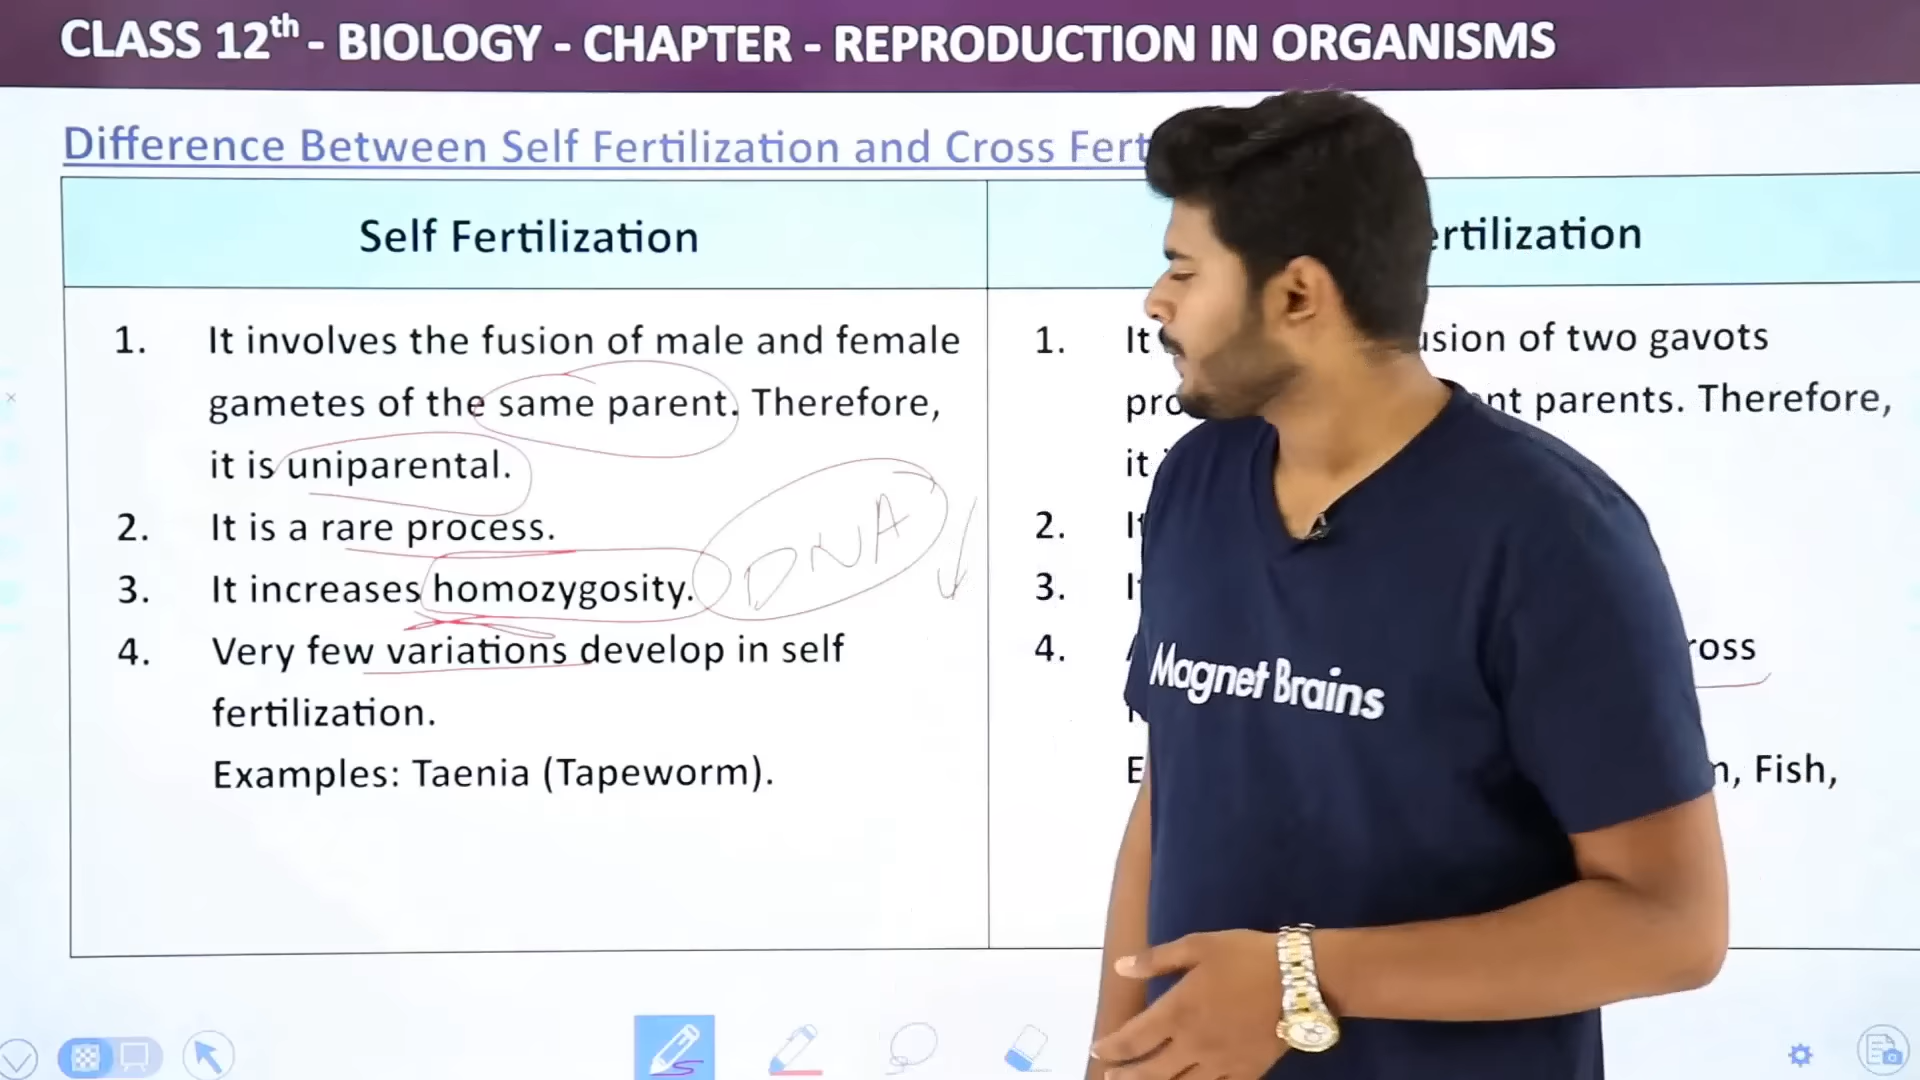 CLASS 12th - BIOLOGY - CHAPTER - REPRODUCTION IN ORGANISMS
Difference Between Self Fertilization and Cross Fert
Self Fertilization
1. It involves the fusion of male and female
gametes of the same parent. Therefore,
it is uniparental.
2. It is a rare process.
3. It increases homozygosity.
4. Very few variations develop in self
fertilization.
Examples: Taenia (Tapeworm).
DNA
ertilization
1. It usion of two gavots
pro nt parents. Therefore,
it
2. It
3. It
4. ross
E , Fish,
Magnet Brains